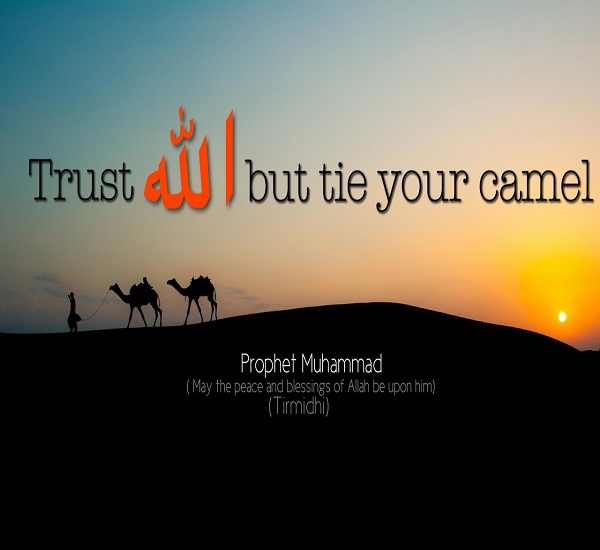 Trust الله but tie your camel
Prophet Muhammad
( May the peace and blessings of Allah be upon him)
(Tirmidhi)